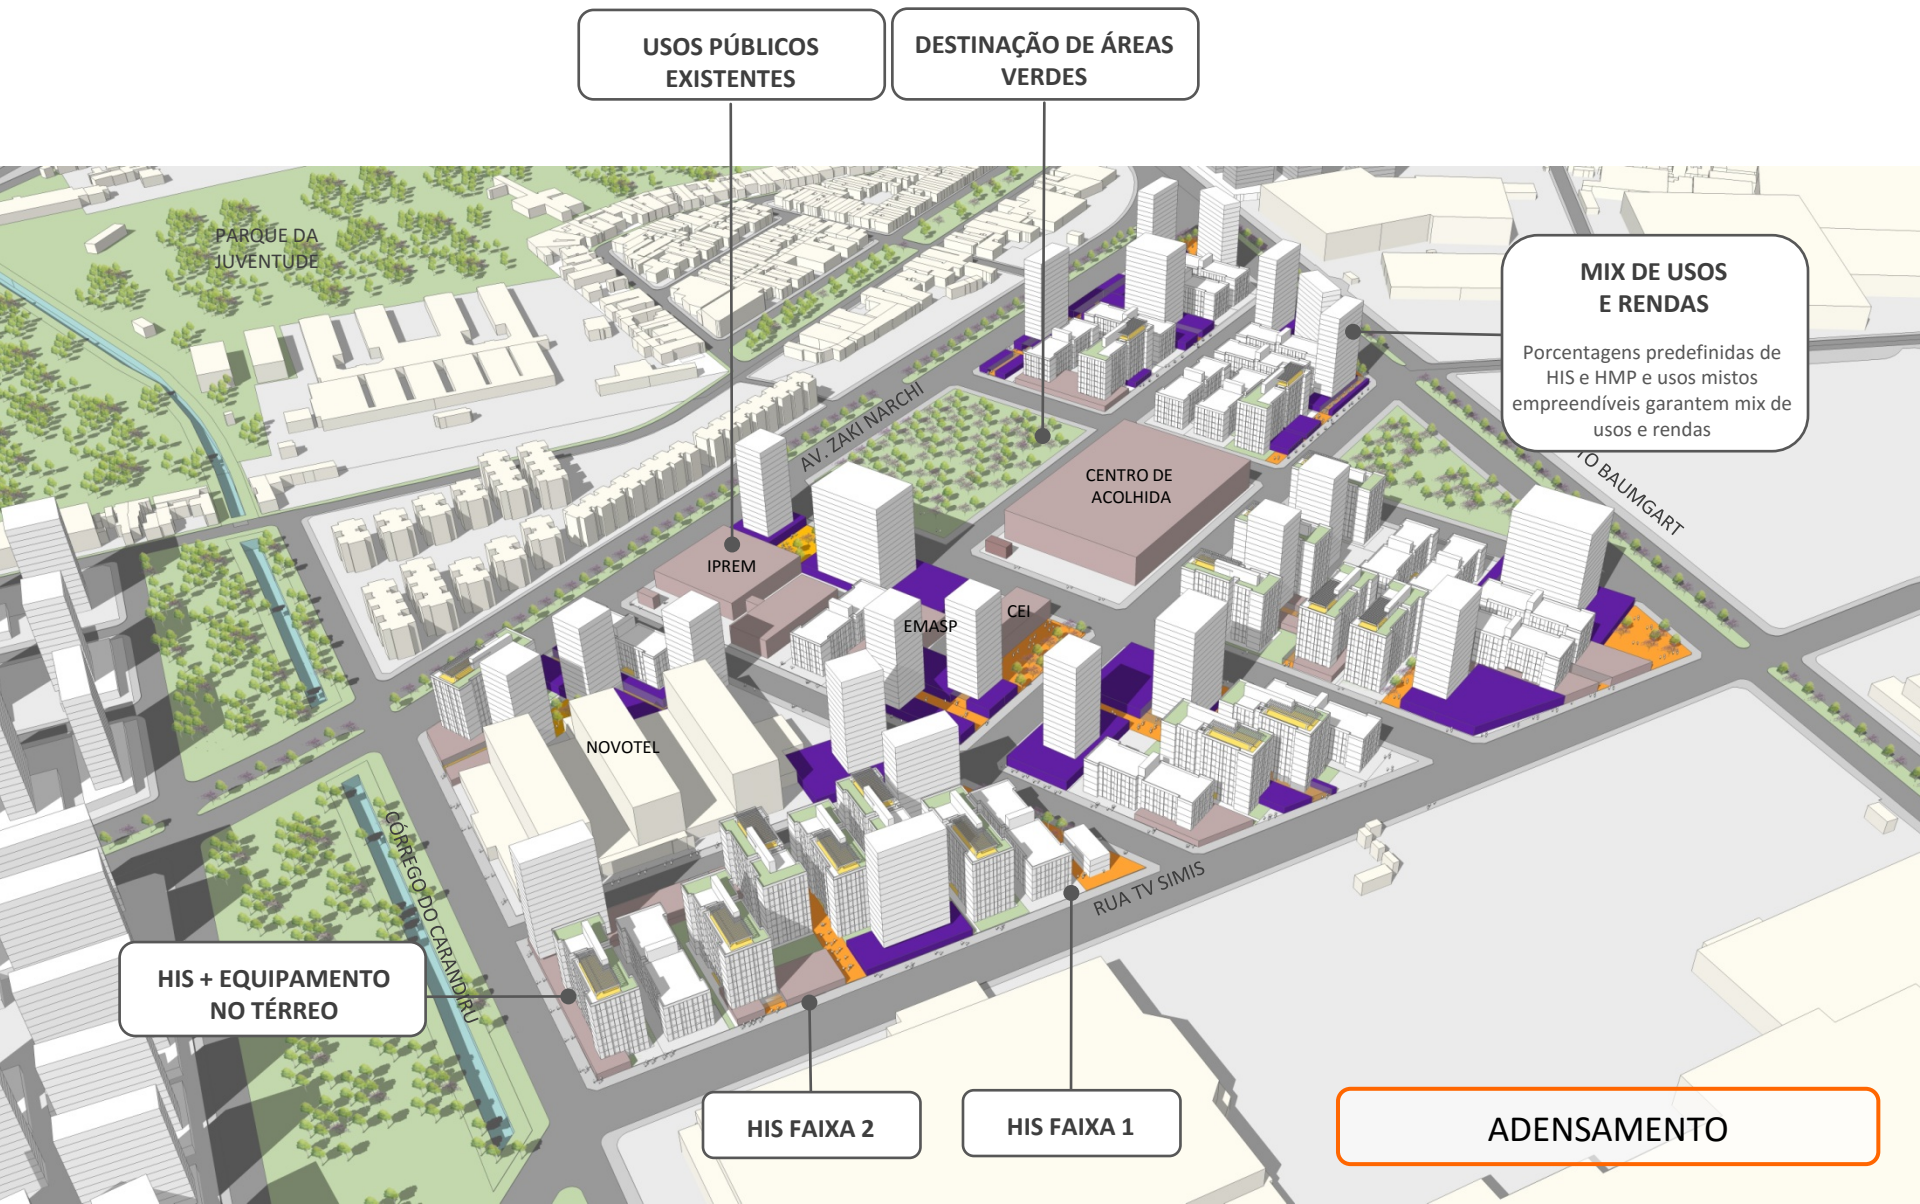 USOS PÚBLICOS
EXISTENTES
DESTINAÇÃO DE ÁREAS
VERDES
PARQUE DA
JUVENTUDE
MIX DE USOS
E RENDAS
Porcentagens predefinidas de
HIS e HMP e usos mistos
empreendíveis garantem mix de
usos e rendas
AV. ZAKI NARCHI
TO BAUMGART
CENTRO DE
ACOLHIDA
IPREM
EMASP
CEI
NOVOTEL
CÓRREGO DO CARANDIRU
RUA TV SIMIS
HIS + EQUIPAMENTO
NO TÉRREO
HIS FAIXA 2
HIS FAIXA 1
ADENSAMENTO